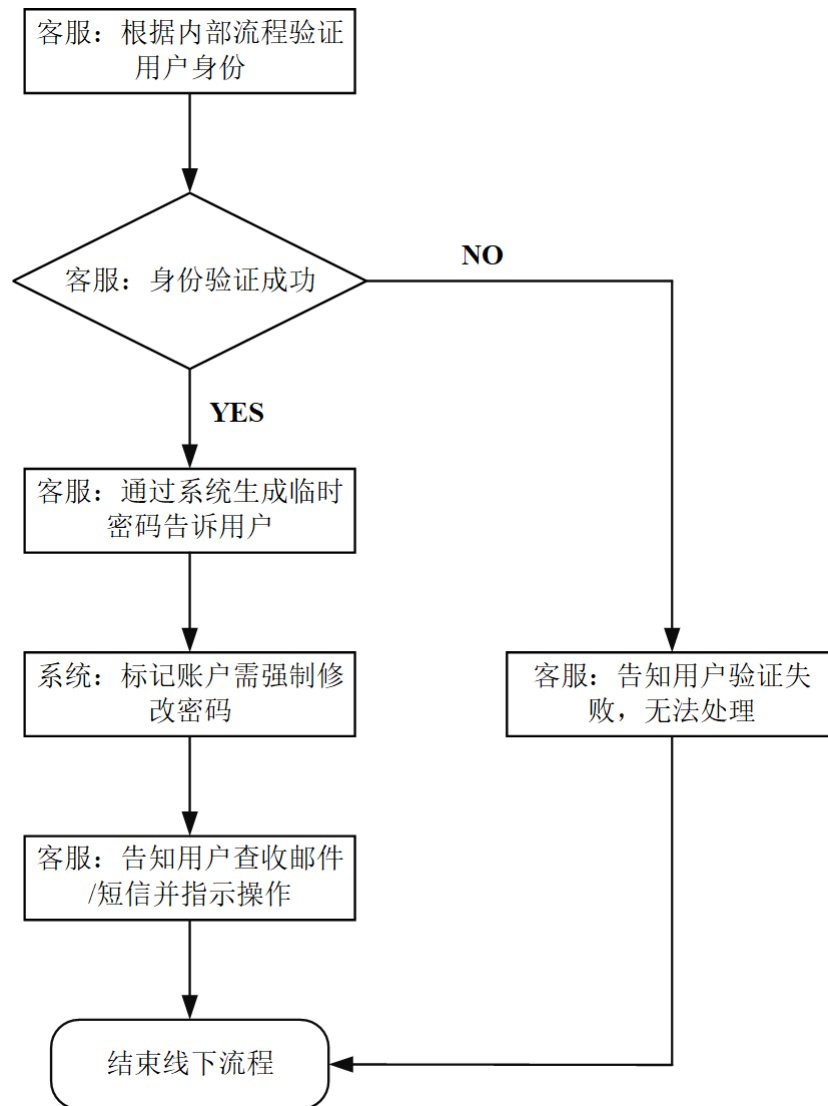 客服：根据内部流程验证
用户身份
客服：身份验证成功
NO
YES
客服：通过系统生成临时
密码告诉用户
系统：标记账户需强制修
改密码
客服：告知用户验证失
败，无法处理
客服：告知用户查收邮件
/短信并指示操作
结束线下流程